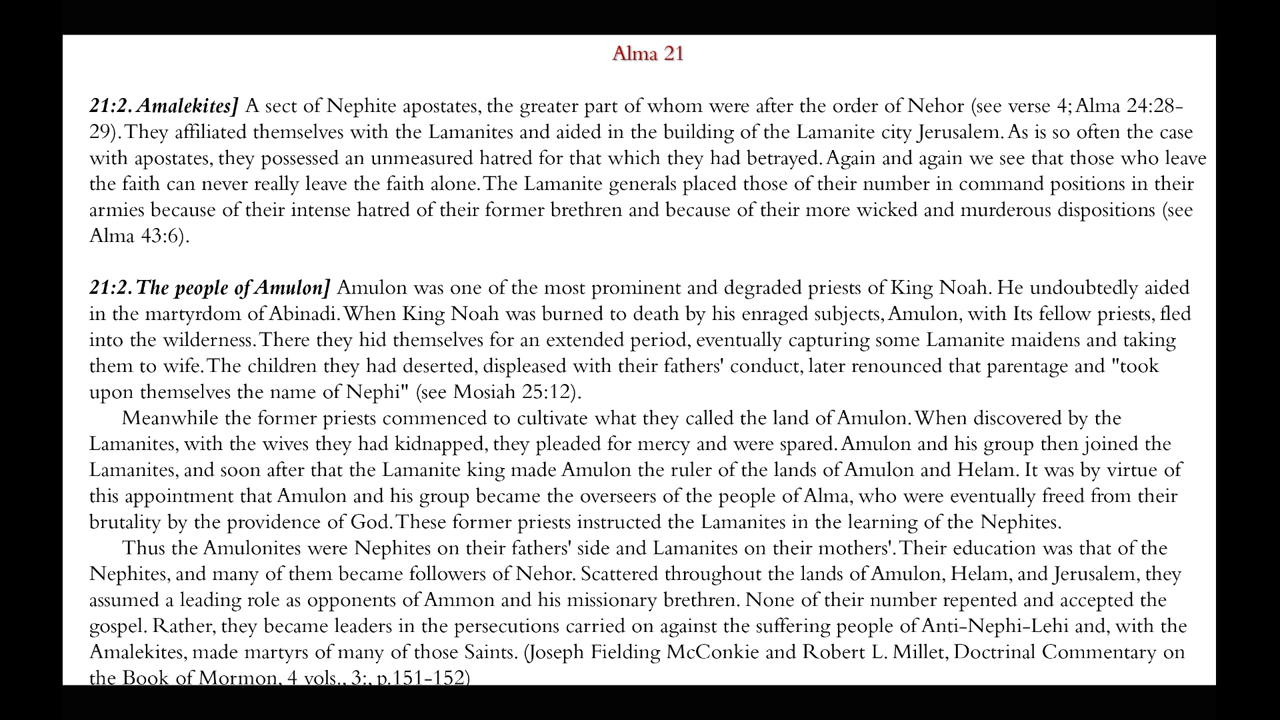 Alma 21
21:2. Amalekites] A sect of Nephite apostates, the greater part of whom were after the order of Nehor (see verse 4; Alma 24:28-
29). They affiliated themselves with the Lamanites and aided in the building of the Lamanite city Jerusalem. As is so often the case
with apostates, they possessed an unmeasured hatred for that which they had betrayed. Again and again we see that those who leave
the faith can never really leave the faith alone. The Lamanite generals placed those of their number in command positions in their
armies because of their intense hatred of their former brethren and because of their more wicked and murderous dispositions (see
Alma 43:6).
21:2. The people of Amulon] Amulon was one of the most prominent and degraded priests of King Noah. He undoubtedly aided
in the martyrdom of Abinadi. When King Noah was burned to death by his enraged subjects, Amulon, with Its fellow priests, fled
into the wilderness. There they hid themselves for an extended period, eventually capturing some Lamanite maidens and taking
them to wife. The children they had deserted, displeased with their fathers' conduct, later renounced that parentage and "took
upon themselves the name of Nephi" (see Mosiah 25:12).
Meanwhile the former priests commenced to cultivate what they called the land of Amulon. When discovered by the
Lamanites, with the wives they had kidnapped, they pleaded for mercy and were spared. Amulon and his group then joined the
Lamanites, and soon after that the Lamanite king made Amulon the ruler of the lands of Amulon and Helam. It was by virtue of
this appointment that Amulon and his group became the overseers of the people of Alma, who were eventually freed from their
brutality by the providence of God. These former priests instructed the Lamanites in the learning of the Nephites.
Thus the Amulonites were Nephites on their fathers' side and Lamanites on their mothers'. Their education was that of the
Nephites, and many of them became followers of Nehor. Scattered throughout the lands of Amulon, Helam, and Jerusalem, they
assumed a leading role as opponents of Ammon and his missionary brethren. None of their number repented and accepted the
gospel. Rather, they became leaders in the persecutions carried on against the suffering people of Anti-Nephi-Lehi and, with the
Amalekites, made martyrs of many of those Saints. (Joseph Fielding McConkie and Robert L. Millet, Doctrinal Commentary on
the Book of Mormon, 4 vols., 3:, p.151-152)